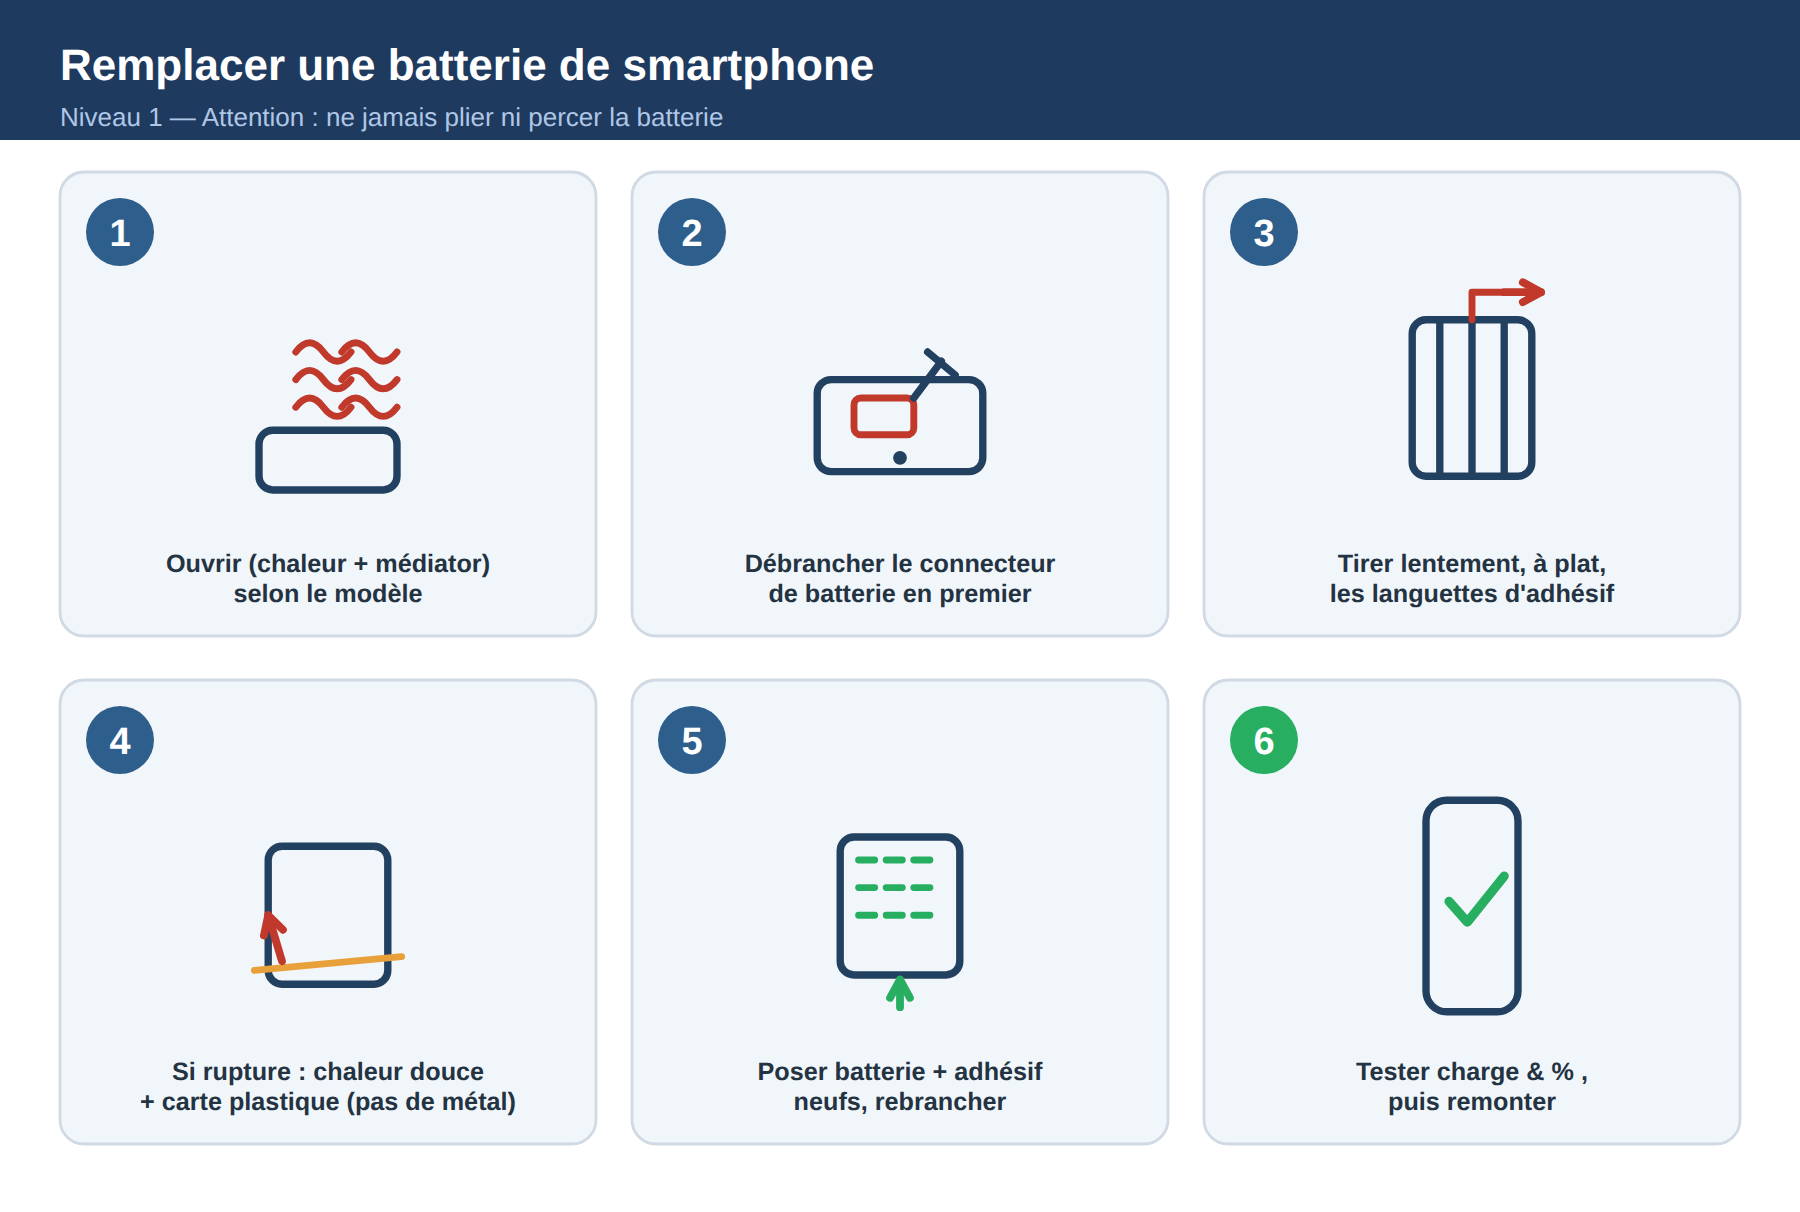 Remplacer une batterie de smartphone
Niveau 1 — Attention : ne jamais plier ni percer la batterie
1
2
3
Ouvrir (chaleur + médiator)
selon le modèle
Débrancher le connecteur
de batterie en premier
Tirer lentement, à plat,
les languettes d'adhésif
4
5
6
Si rupture : chaleur douce
+ carte plastique (pas de métal)
Poser batterie + adhésif
neufs, rebrancher
Tester charge & % ,
puis remonter